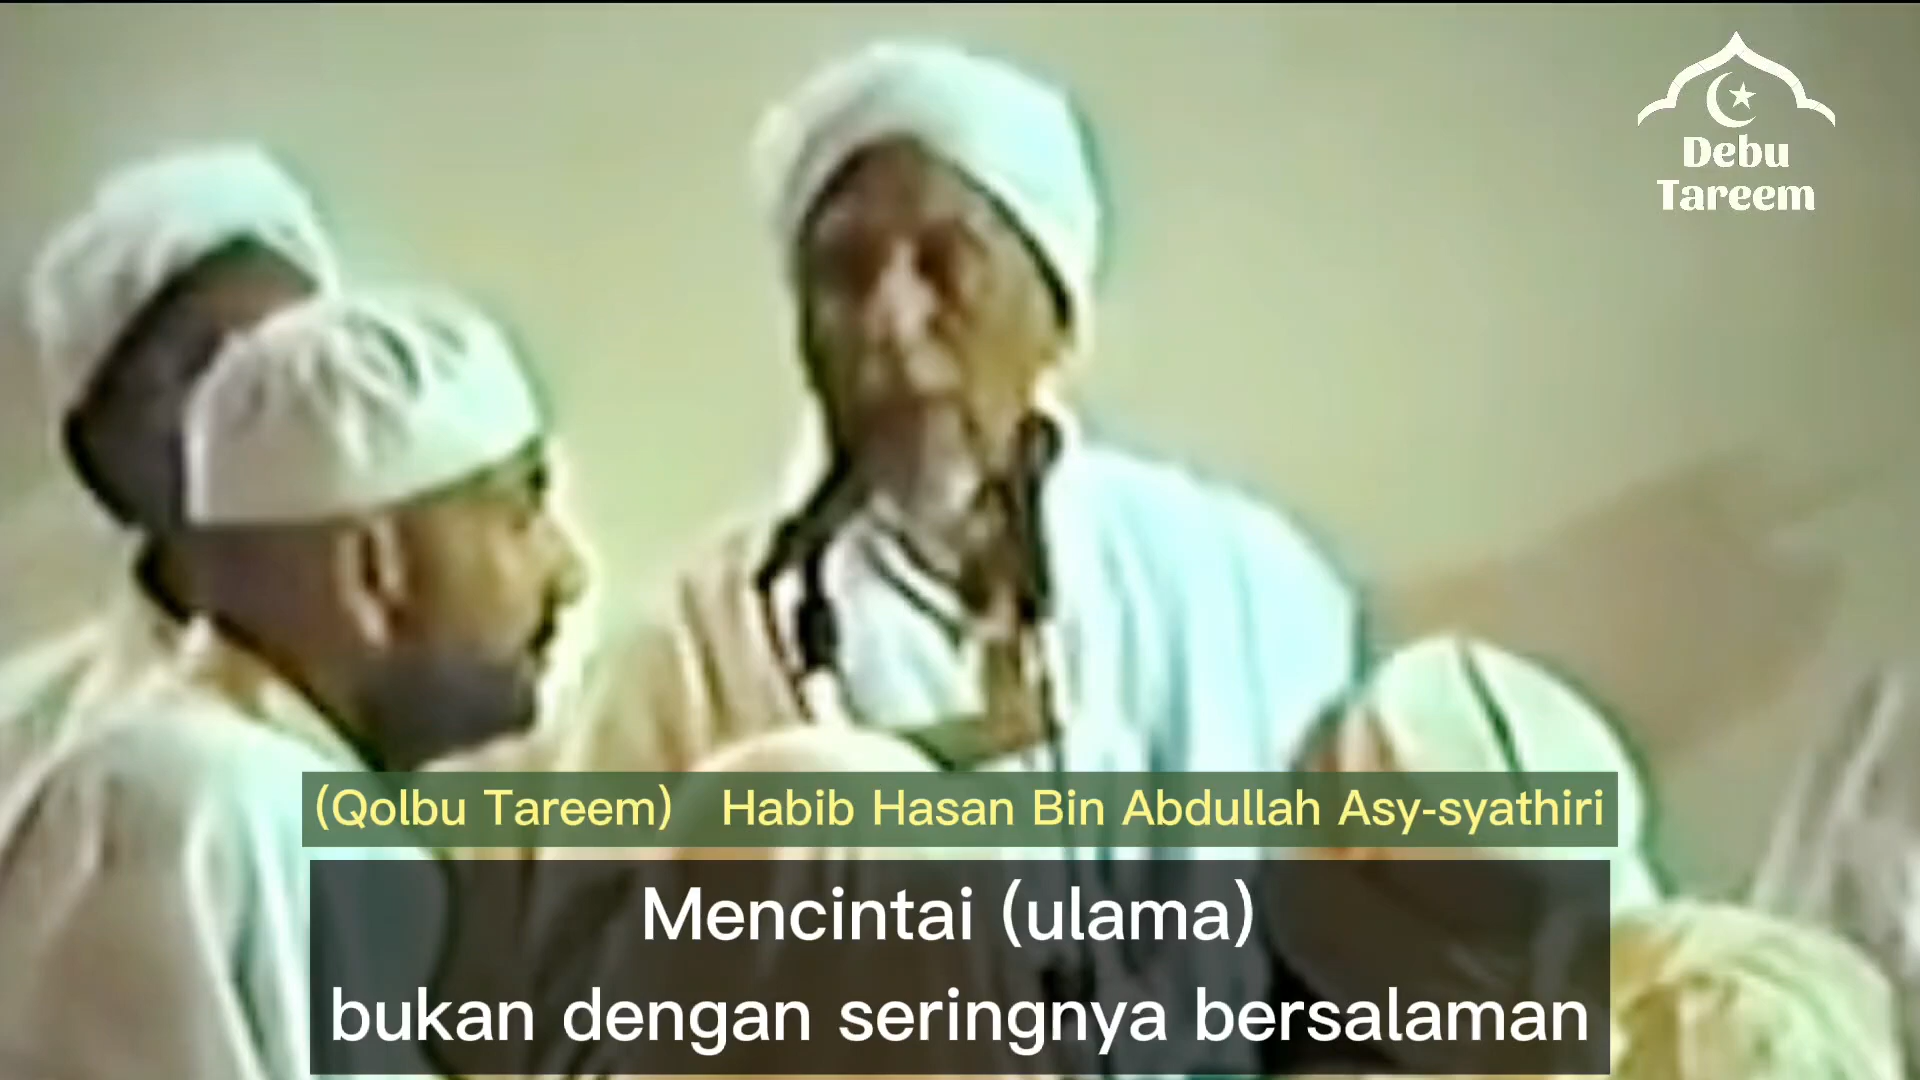 Debu
Tareem
(Qolbu Tareem) Habib Hasan Bin Abdullah Asy-syathiri
Mencintai (ulama)
bukan dengan seringnya bersalaman